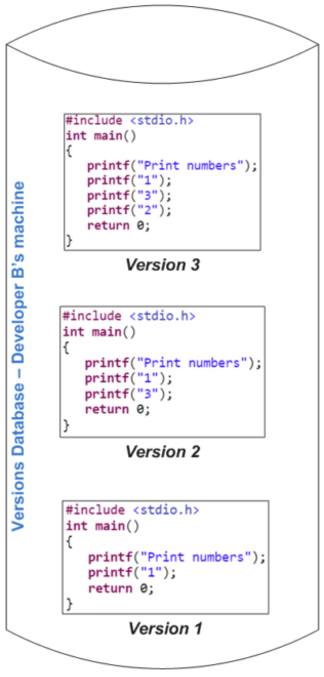 Versions Database – Developer B's machine
#include <stdio.h>
int main()
{
printf("Print numbers");
printf("1");
printf("3");
printf("2");
return 0;
}
Version 3
#include <stdio.h>
int main()
{
printf("Print numbers");
printf("1");
printf("3");
return 0;
}
Version 2
#include <stdio.h>
int main()
{
printf("Print numbers");
printf("1");
return 0;
}
Version 1